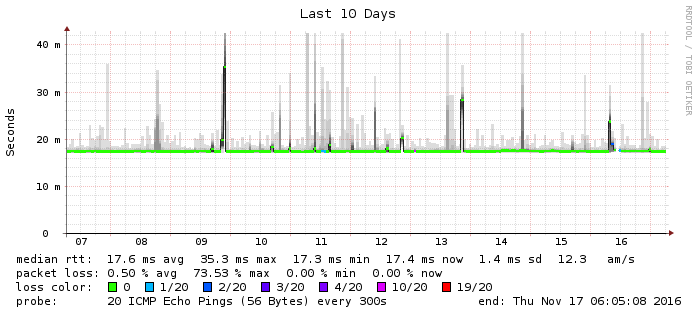 Last 10 Days
RRDTOOL / TOBI OETIKER
Seconds
40 m
30 m
20 m
10 m
0
07 08 09 10 11 12 13 14 15 16
median rtt: 17.6 ms avg 35.3 ms max 17.3 ms min 17.4 ms now 1.4 ms sd 12.3 am/s
packet loss: 0.50 % avg 73.53 % max 0.00 % min 0.00 % now
loss color: 0 1/20 2/20 3/20 4/20 10/20 19/20
probe: 20 ICMP Echo Pings (56 Bytes) every 300s end: Thu Nov 17 06:05:08 2016